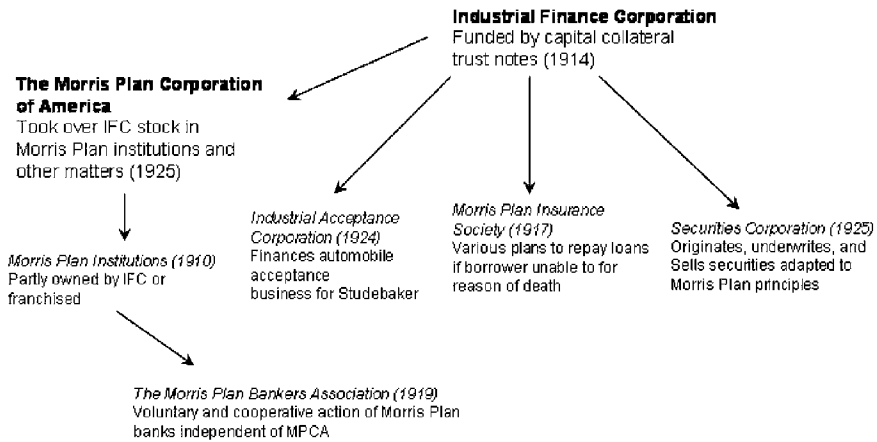 Industrial Finance Corporation
Funded by capital collateral
trust notes (1914)
The Morris Plan Corporation
of America
Took over IFC stock in
Morris Plan institutions and
other matters (1925)
Industrial Acceptance
Corporation (1924)
Finances automobile
acceptance
business for Studebaker
Morris Plan Insurance
Society (1917)
Various plans to repay loans
if borrower unable to for
reason of death
Securities Corporation (1925)
Originates, underwrites, and
Sells securities adapted to
Morris Plan principles
Morris Plan Institutions (1910)
Partly owned by IFC or
franchised
The Morris Plan Bankers Association (1919)
Voluntary and cooperative action of Morris Plan
banks independent of MPCA